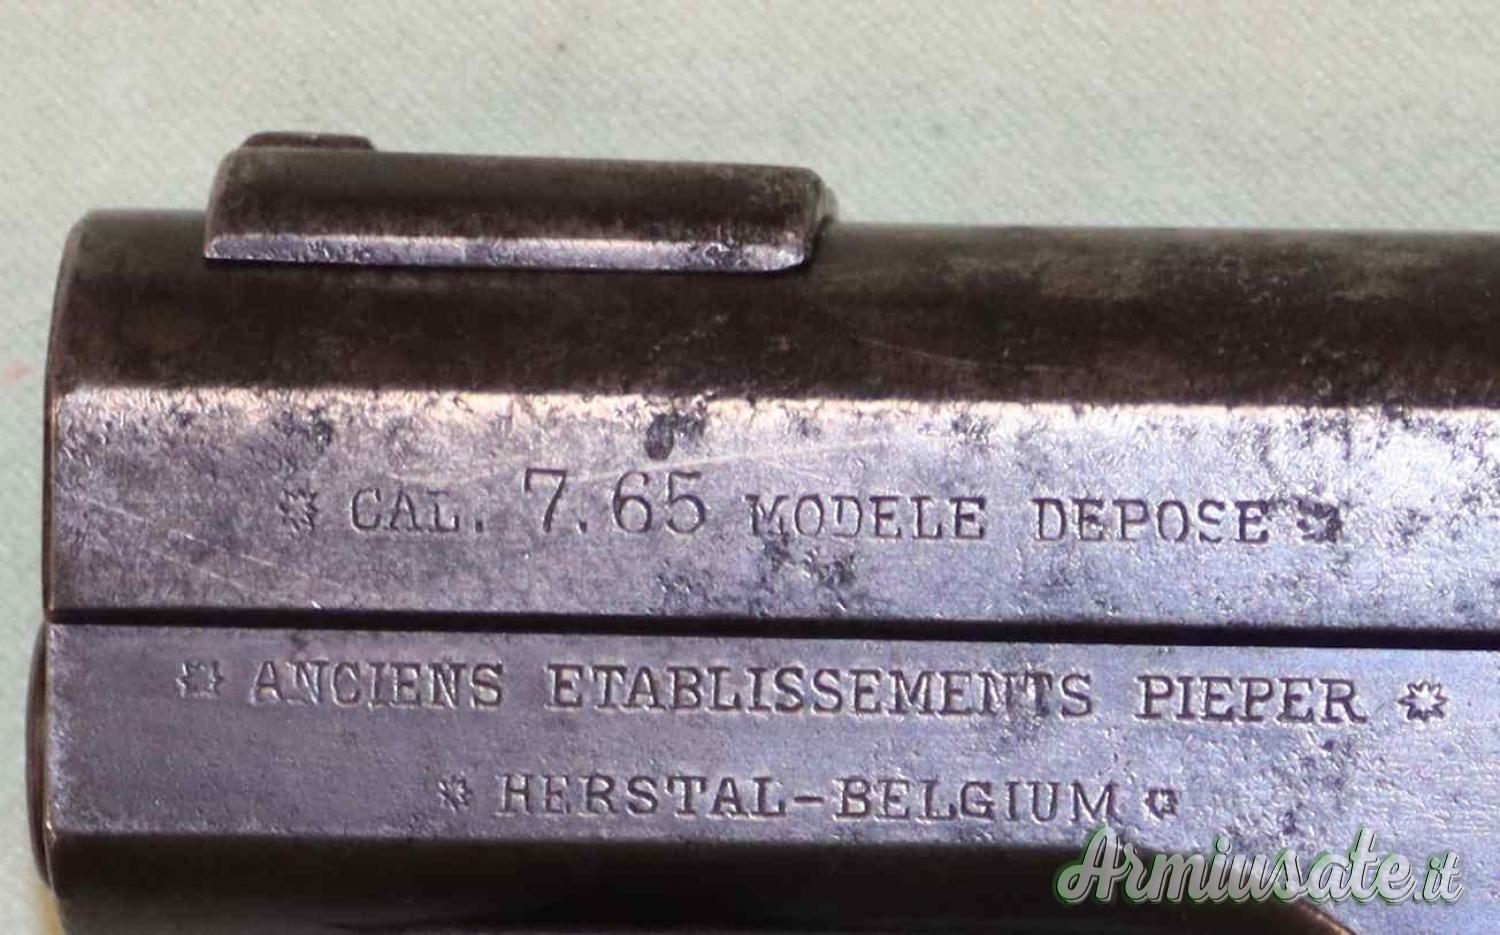 CAL. 7.65 MODELE DEPOSE
ANCIENS ETABLISSEMENTS PIEPER
HERSTAL-BELGIUM
Armiusate.it